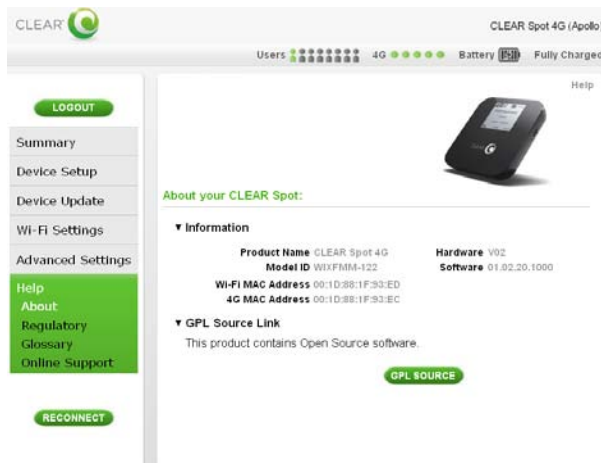 CLEAR
CLEAR Spot 4G (Apollo)
Users 4G Battery Fully Charged
Help
LOGOUT
Summary
Device Setup
Device Update
Wi-Fi Settings
Advanced Settings
Help
About
Regulatory
Glossary
Online Support
RECONNECT
About your CLEAR Spot:
▼ Information
Product Name CLEAR Spot 4G Hardware V02
Model ID WIXFMM-122 Software 01.02.20.1000
Wi-Fi MAC Address 00:1D:88:1F:93:ED
4G MAC Address 00:1D:88:1F:93:EC
▼ GPL Source Link
This product contains Open Source software.
GPL SOURCE